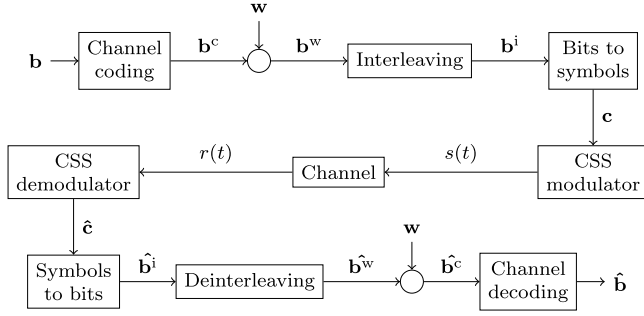 w
b
Channel
coding
b^c
b^w
Interleaving
b^i
Bits to
symbols
c
CSS
demodulator
r(t)
Channel
s(t)
CSS
modulator
ĉ
w
Symbols
to bits
b̂^i
Deinterleaving
b̂^w
b̂^c
Channel
decoding
b̂